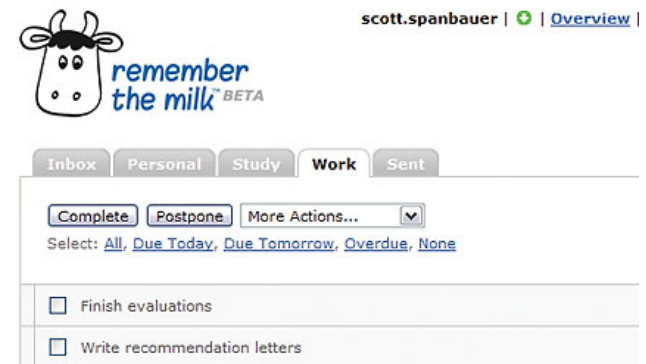 scott.spanbauer | | Overview |
remember
the milk™ BETA
Inbox Personal Study Work Sent
Complete Postpone More Actions...
Select: All, Due Today, Due Tomorrow, Overdue, None
Finish evaluations
Write recommendation letters